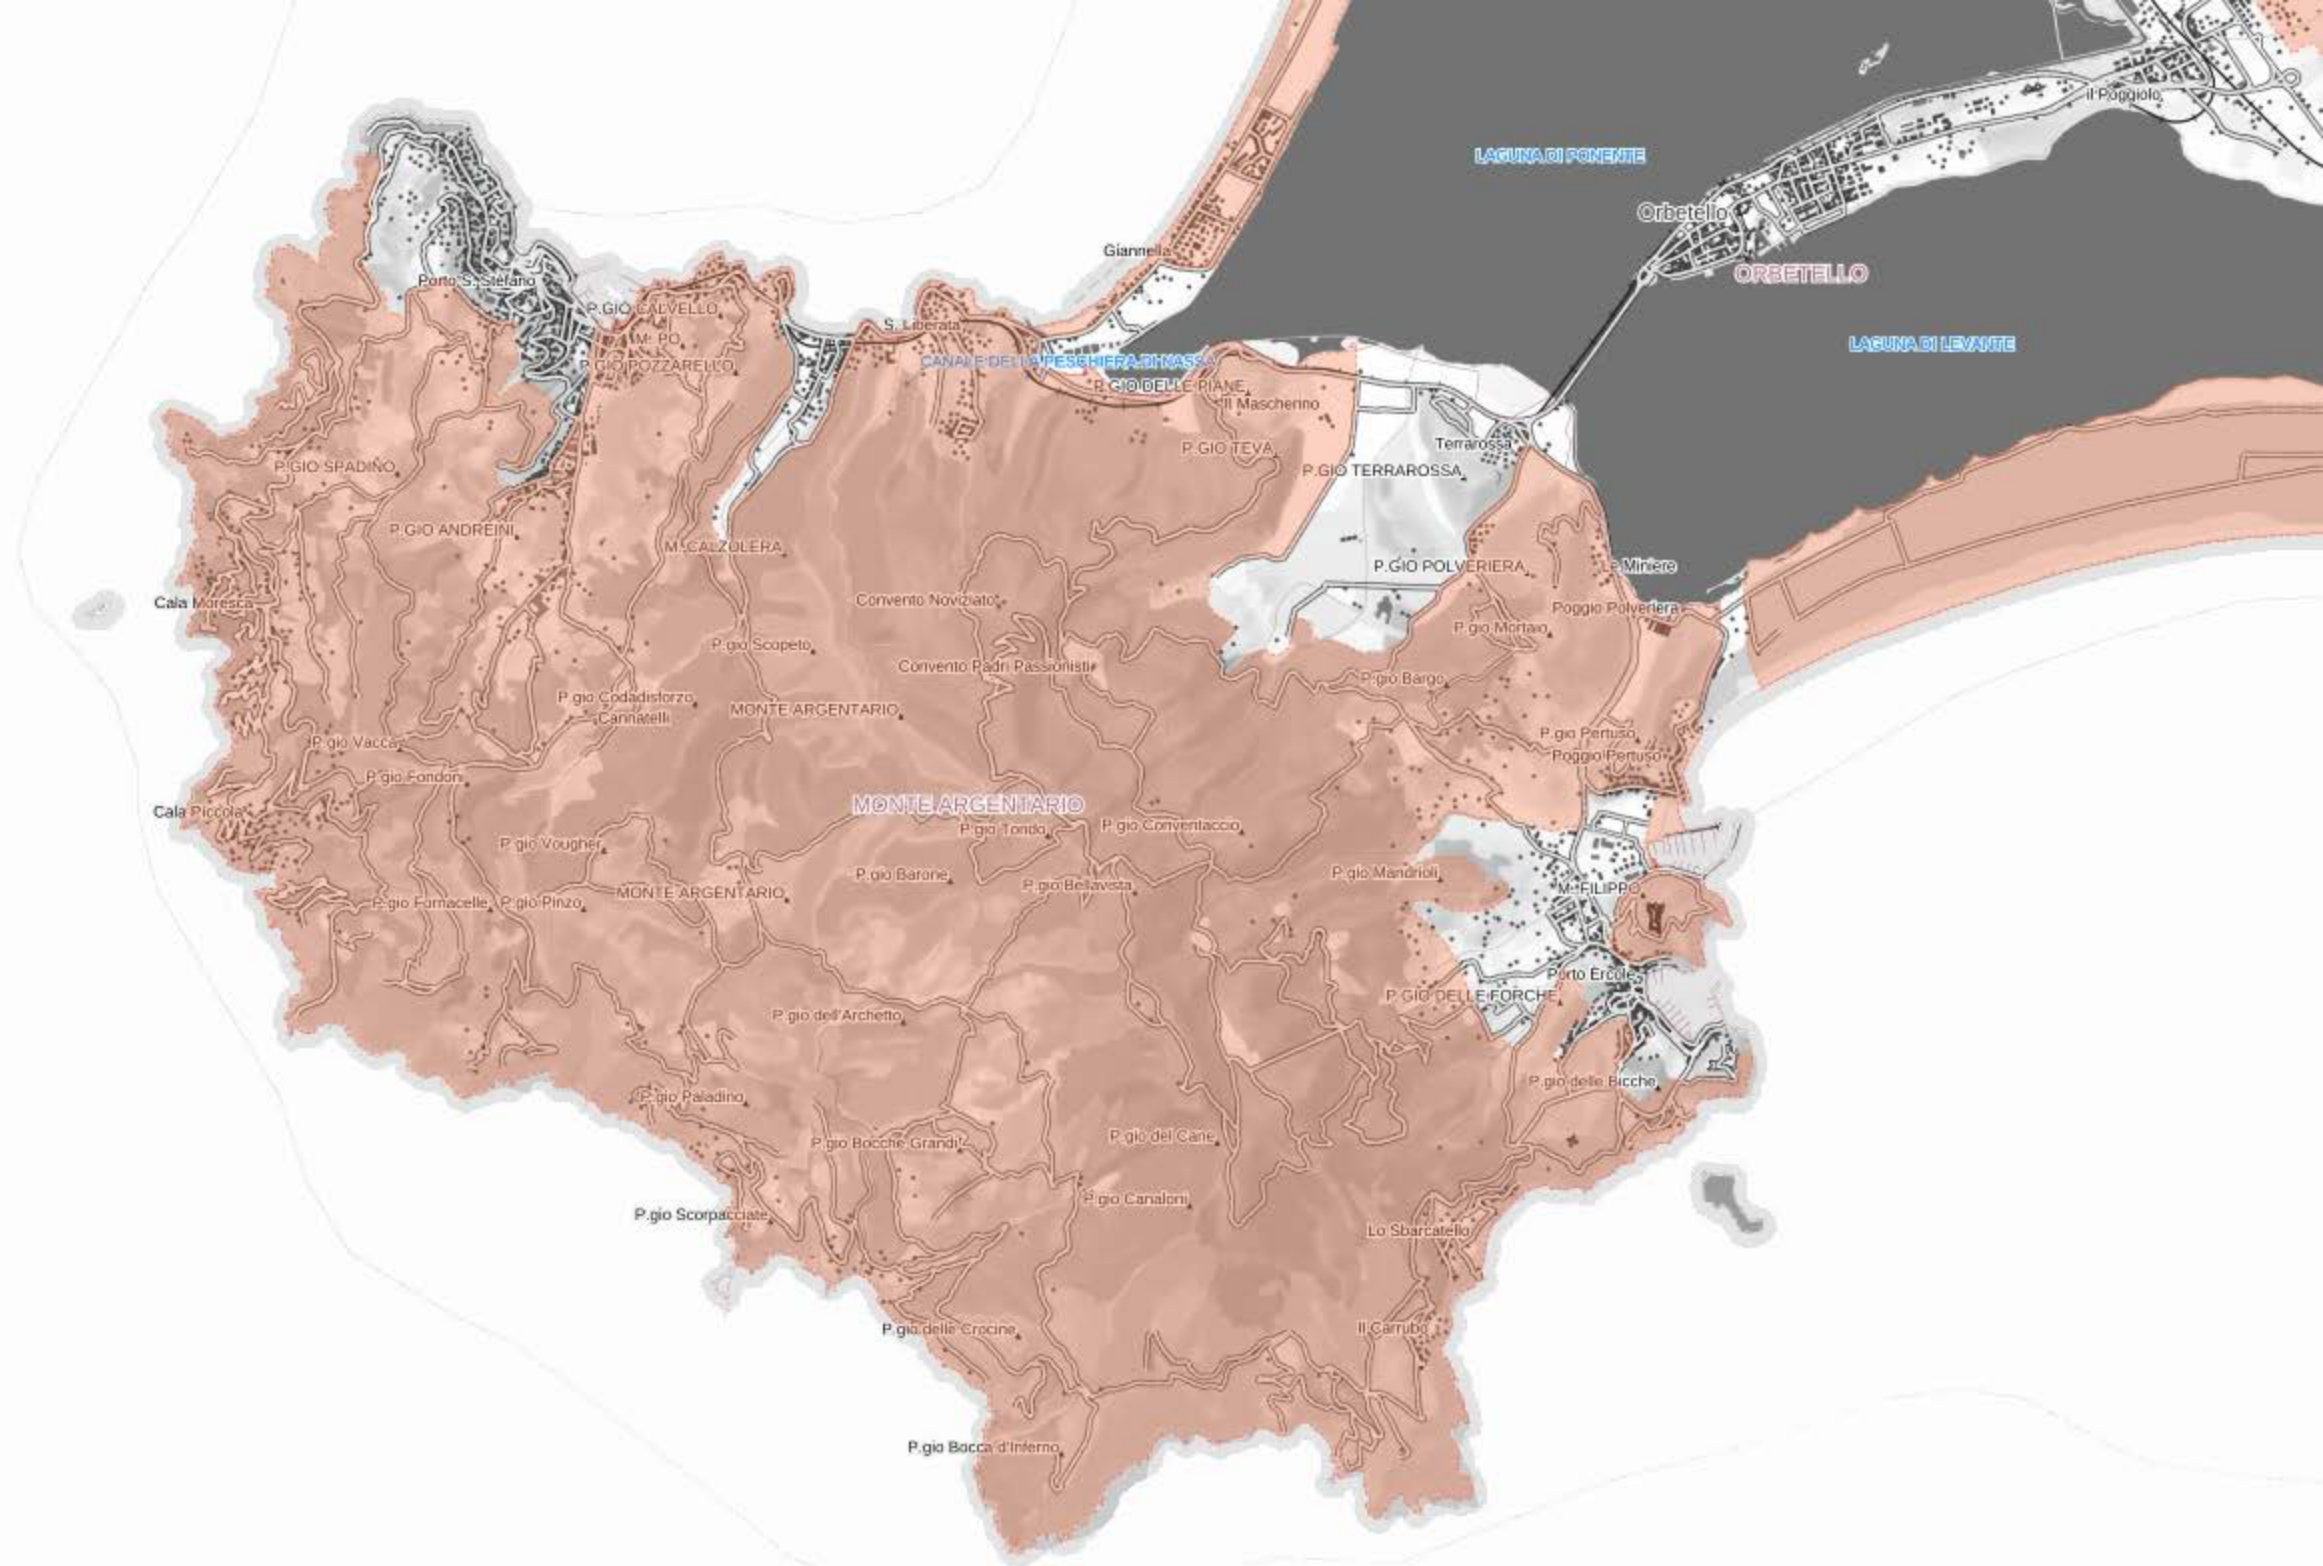 il Poggiolo
LAGUNA DI PONENTE
Orbetello
ORBETELLO
Giannella
Porto S. Stefano
P.GIO CALVELLO
S. Liberata
M. PO
LAGUNA DI LEVANTE
CANALE DELLA PESCHIERA DI NASSA
P.GIO POZZARELLO
P.GIO DELLE PIANE
Il Mascherino
Terrarossa
P.GIO TEVA
P.GIO SPADINO
P.GIO TERRAROSSA
P.GIO ANDREINI
M. CALZOLERA
P.GIO POLVERIERA
Le Miniere
Cala Moresca
Convento Noviziato
Poggio Polveriera
P.gio Mortaio
P.gio Scopeto
Convento Padri Passionisti
P.gio Bargo
P.gio Codadisforzo
MONTE ARGENTARIO
Cannatelli
P.gio Vacca
P.gio Pertuso
Poggio Pertuso
P.gio Fondoni
MONTE ARGENTARIO
Cala Piccola
P.gio Tondo
P.gio Conventaccio
P.gio Vougher
P.gio Barone
P.gio Mandrioli
P.gio Bellavista
M. FILIPPO
MONTE ARGENTARIO
P.gio Fornacelle
P.gio Pinzo
Porto Ercole
P.GIO DELLE FORCHE
P.gio dell'Archetto
P.gio delle Bicche
P.gio Paladino
P.gio Bocche Grandi
P.gio del Cane
P.gio Canaloni
P.gio Scorpacciate
Lo Sbarcatello
P.gio delle Crocine
Il Carrubo
P.gio Bocca d'Inferno